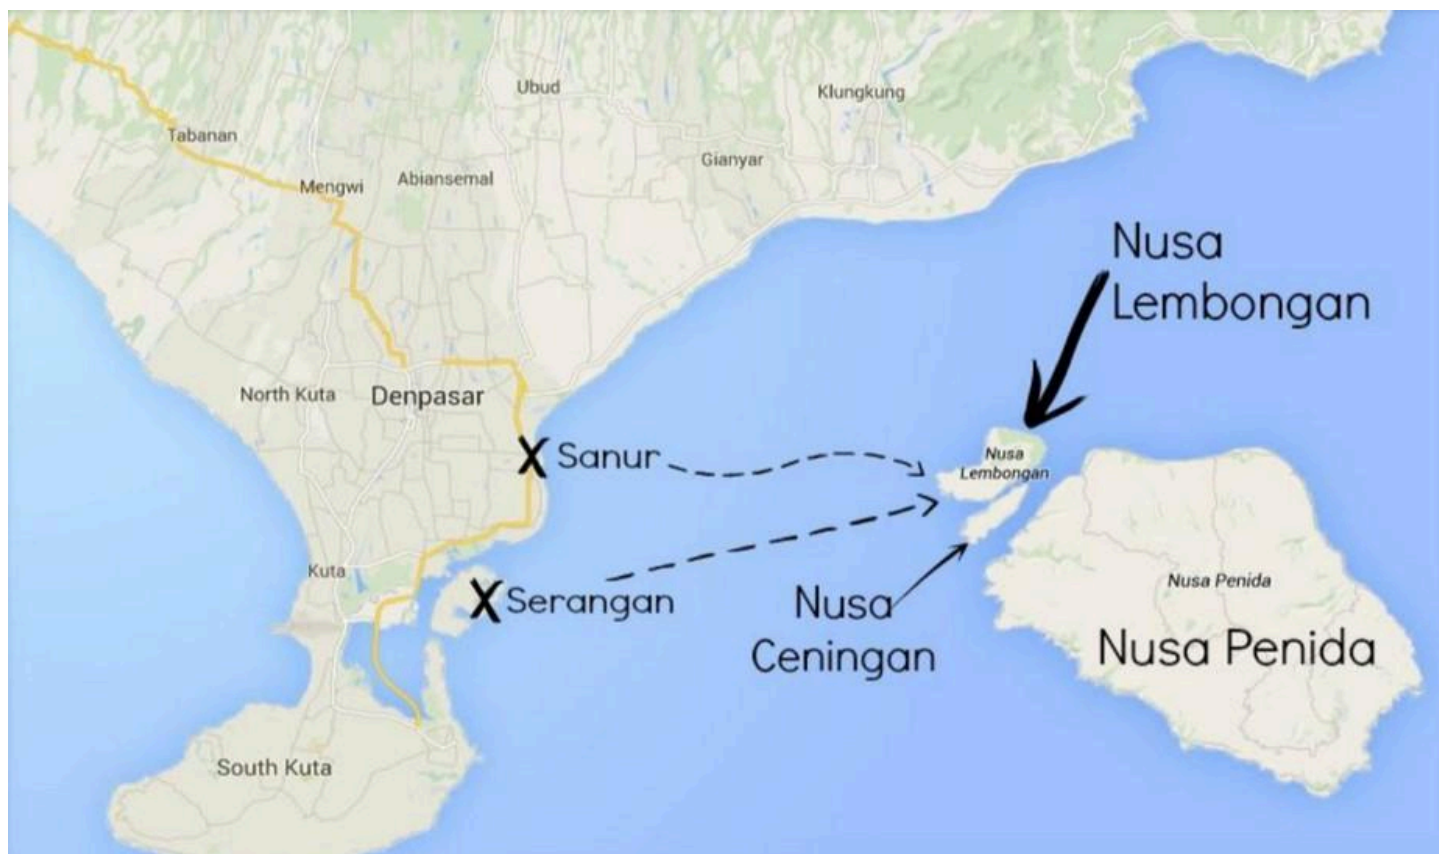 Ubud
Klungkung
Tabanan
Gianyar
Mengwi
Abiansemal
Nusa
Lembongan
North Kuta
Denpasar
Sanur
Nusa
Lembongan
Kuta
Serangan
Nusa
Ceningan
Nusa Penida
Nusa Penida
South Kuta